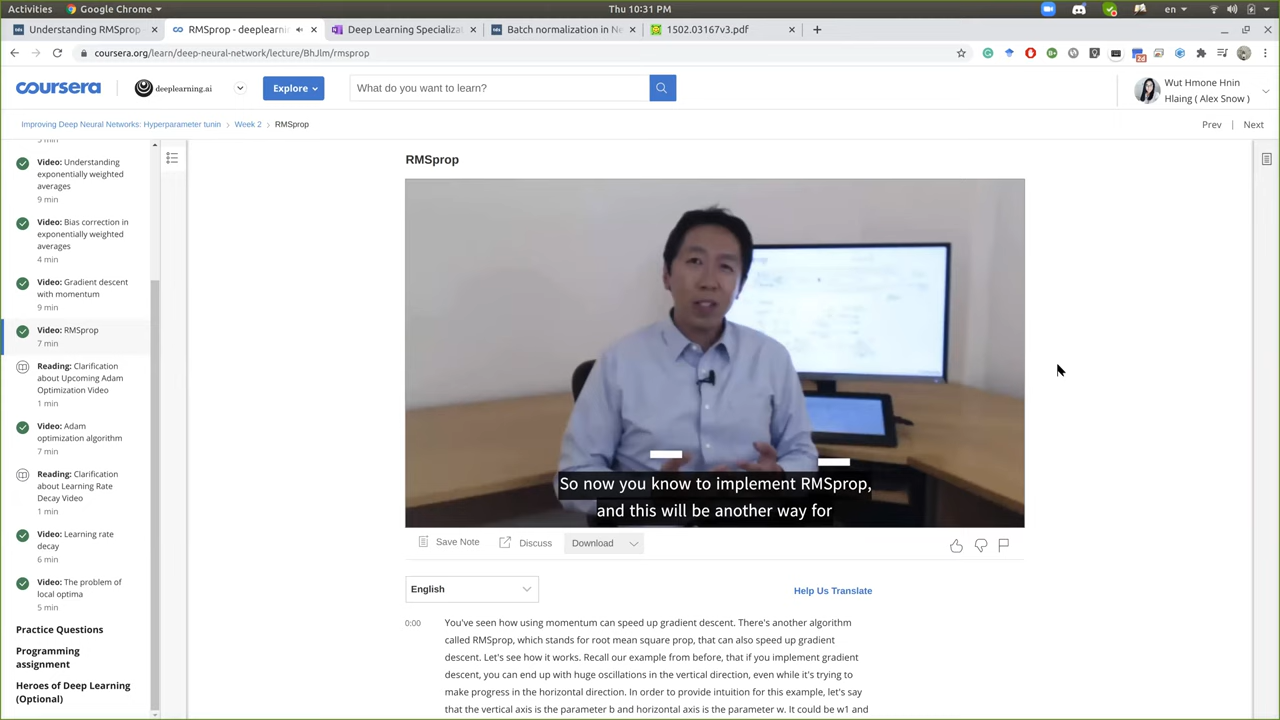 Activities
Google Chrome
Thu 10:31 PM
en
Understanding RMSprop
RMSprop - deeplearni
Deep Learning Specializa
Batch normalization in Ne
1502.03167v3.pdf
coursera.org/learn/deep-neural-network/lecture/BhJlm/rmsprop
coursera
deeplearning.ai
Explore
What do you want to learn?
Wut Hmone Hnin
Hlaing ( Alex Snow )
Improving Deep Neural Networks: Hyperparameter tunin
Week 2
RMSprop
Prev
Next
Video: Understanding
exponentially weighted
averages
9 min
Video: Bias correction in
exponentially weighted
averages
4 min
Video: Gradient descent
with momentum
9 min
Video: RMSprop
7 min
Reading: Clarification
about Upcoming Adam
Optimization Video
1 min
Video: Adam
optimization algorithm
7 min
Reading: Clarification
about Learning Rate
Decay Video
1 min
Video: Learning rate
decay
6 min
Video: The problem of
local optima
5 min
Practice Questions
Programming
assignment
Heroes of Deep Learning
(Optional)
RMSprop
So now you know to implement RMSprop,
and this will be another way for
Save Note
Discuss
Download
English
Help Us Translate
0:00
You've seen how using momentum can speed up gradient descent. There's another algorithm
called RMSprop, which stands for root mean square prop, that can also speed up gradient
descent. Let's see how it works. Recall our example from before, that if you implement gradient
descent, you can end up with huge oscillations in the vertical direction, even while it's trying to
make progress in the horizontal direction. In order to provide intuition for this example, let's say
that the vertical axis is the parameter b and horizontal axis is the parameter w. It could be w1 and